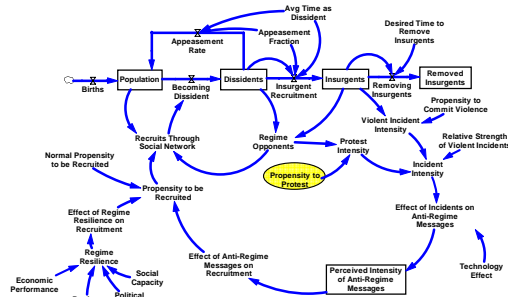 Avg Time as
Dissident
Appeasement
Fraction
Desired Time to
Remove
Insurgents
Appeasement
Rate
Population
Dissidents
Insurgents
Removed
Insurgents
Births
Becoming
Dissident
Insurgent
Recruitment
Removing
Insurgents
Propensity to
Commit Violence
Violent Incident
Intensity
Recruits Through
Social Network
Regime
Opponents
Protest
Intensity
Relative Strength
of Violent Incidents
Normal Propensity
to be Recruited
Propensity to
Protest
Incident
Intensity
Propensity to be
Recruited
Effect of Regime
Resilience on
Recruitment
Effect of Incidents on
Anti-Regime
Messages
Regime
Resilience
Effect of Anti-Regime
Messages on
Recruitment
Perceived Intensity
of Anti-Regime
Messages
Technology
Effect
Economic
Performance
Social
Capacity
Political